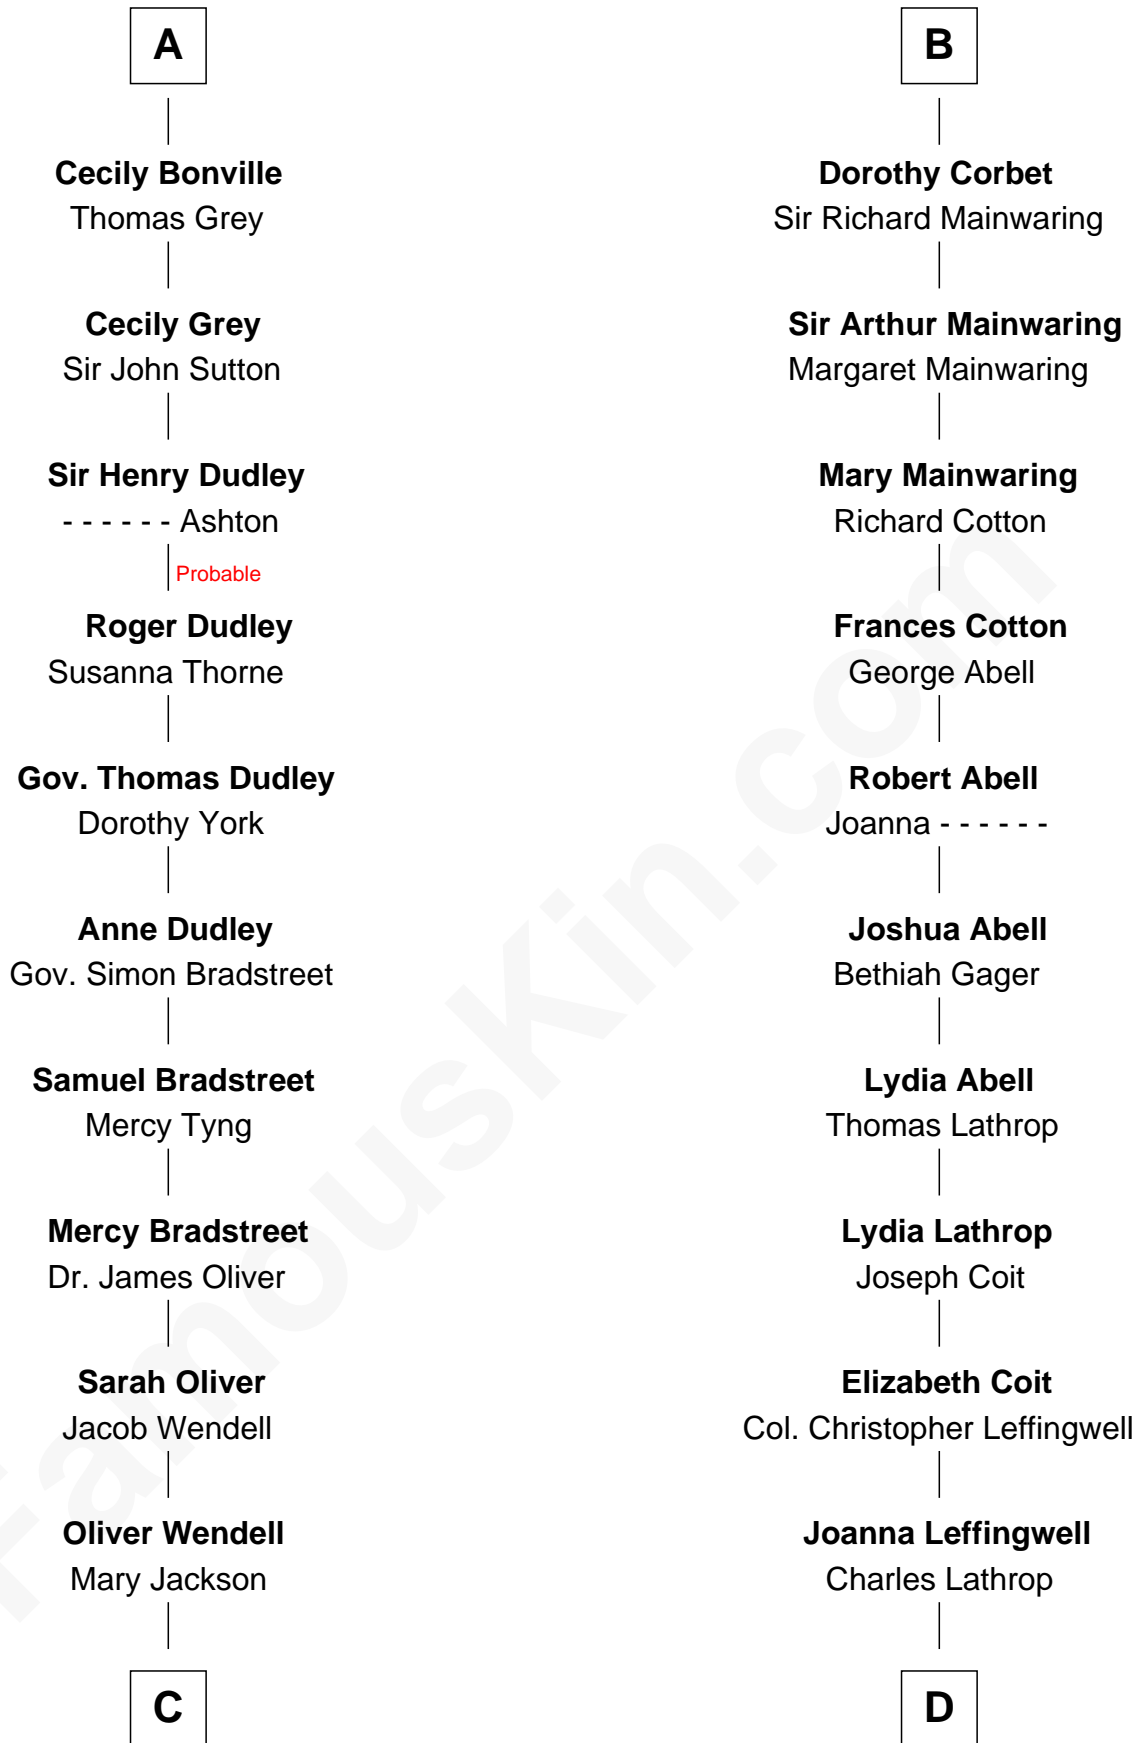 A
Cecily Bonville
Thomas Grey
Cecily Grey
Sir John Sutton
Sir Henry Dudley
- - - - - - Ashton
Probable
Roger Dudley
Susanna Thorne
Gov. Thomas Dudley
Dorothy York
Anne Dudley
Gov. Simon Bradstreet
Samuel Bradstreet
Mercy Tyng
Mercy Bradstreet
Dr. James Oliver
Sarah Oliver
Jacob Wendell
Oliver Wendell
Mary Jackson
C
B
Dorothy Corbet
Sir Richard Mainwaring
Sir Arthur Mainwaring
Margaret Mainwaring
Mary Mainwaring
Richard Cotton
Frances Cotton
George Abell
Robert Abell
Joanna - - - - - -
Joshua Abell
Bethiah Gager
Lydia Abell
Thomas Lathrop
Lydia Lathrop
Joseph Coit
Elizabeth Coit
Col. Christopher Leffingwell
Joanna Leffingwell
Charles Lathrop
D
FamousKin.com